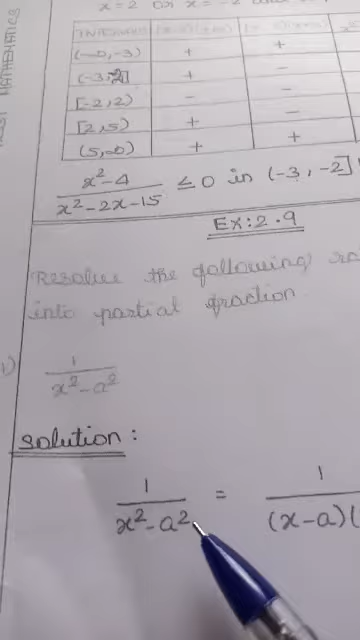 x = 2 or x = -2
(-∞, -3) + +
(-3, -2] + -
[-2, 2) - -
[2, 5) + -
(5, ∞) + +
x²-4 / x²-2x-15 ≤ 0 in (-3, -2]
Ex: 2.9
Resolve the following
into partial fraction
1) 1 / x² - a²
solution:
1 / x² - a² = 1 / (x-a)(